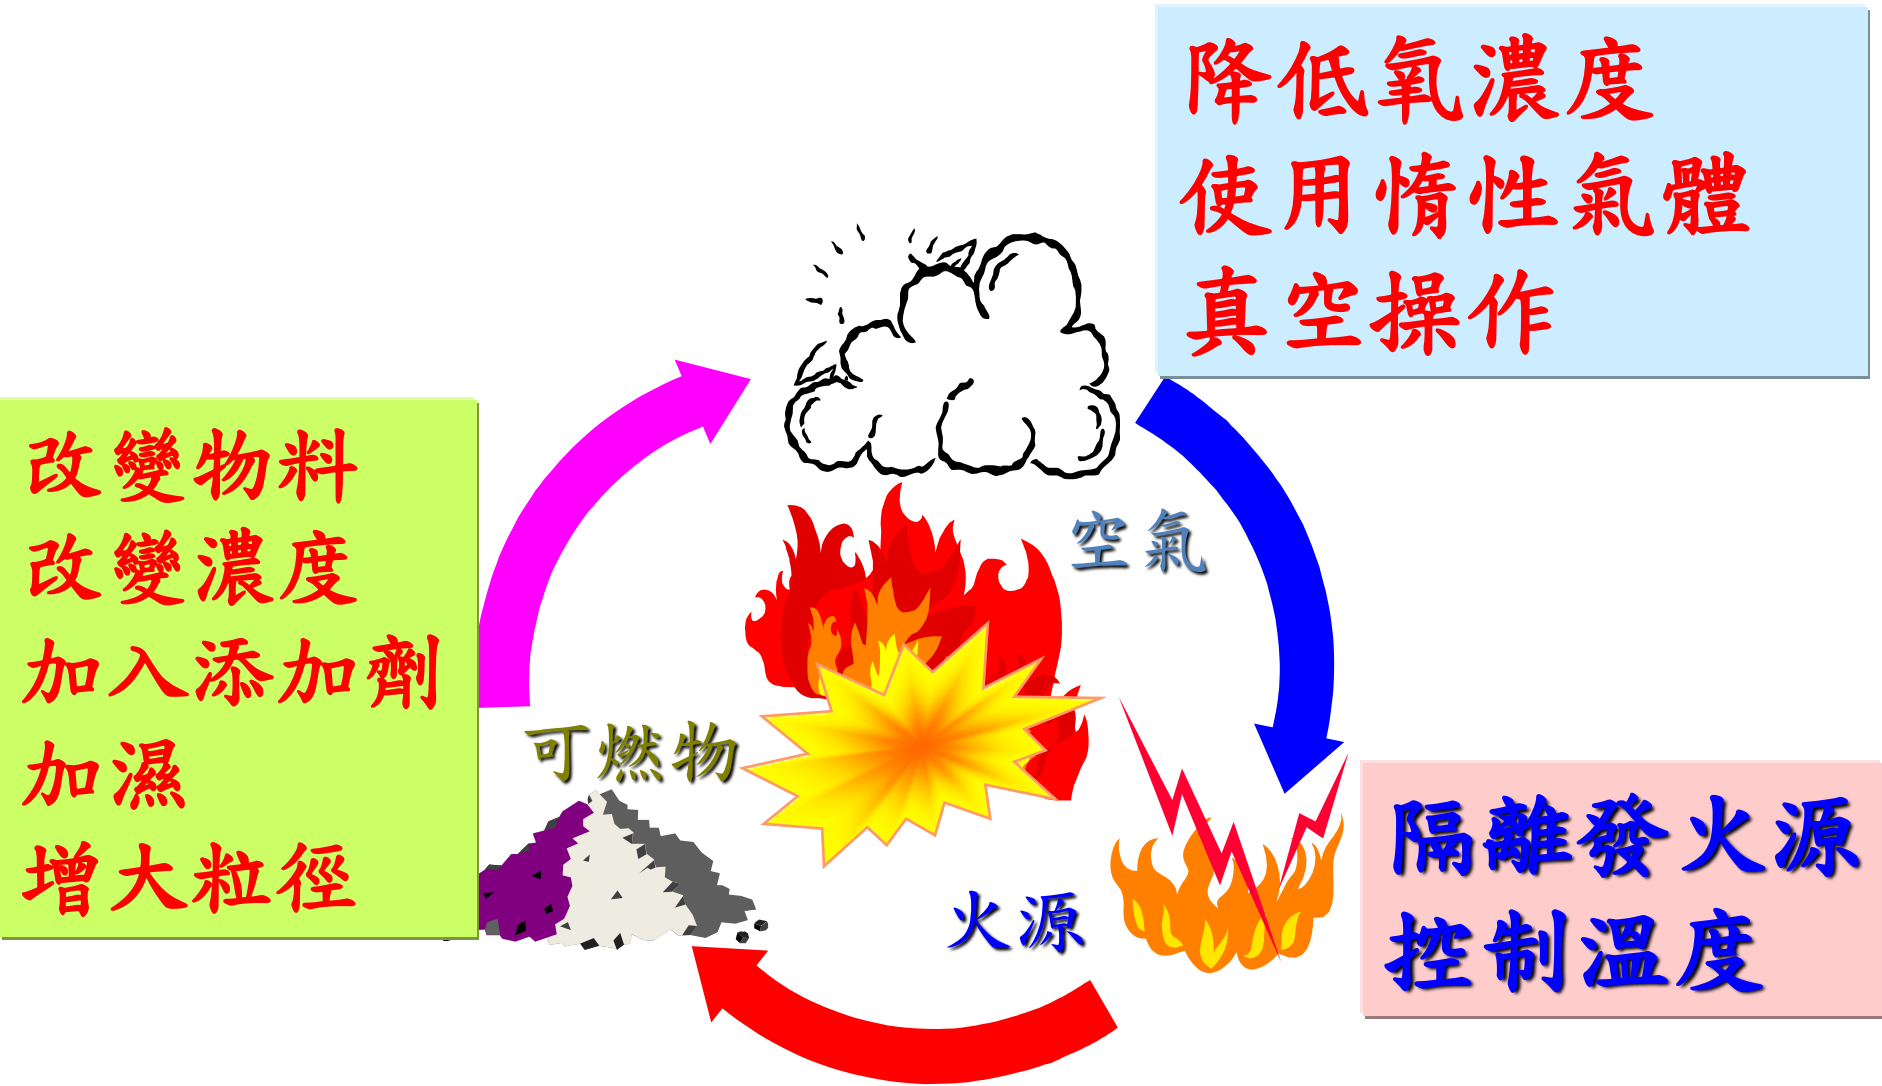 降低氧濃度
使用惰性氣體
真空操作
改變物料
改變濃度
加入添加劑
加濕
增大粒徑
空氣
可燃物
火源
隔離發火源
控制溫度